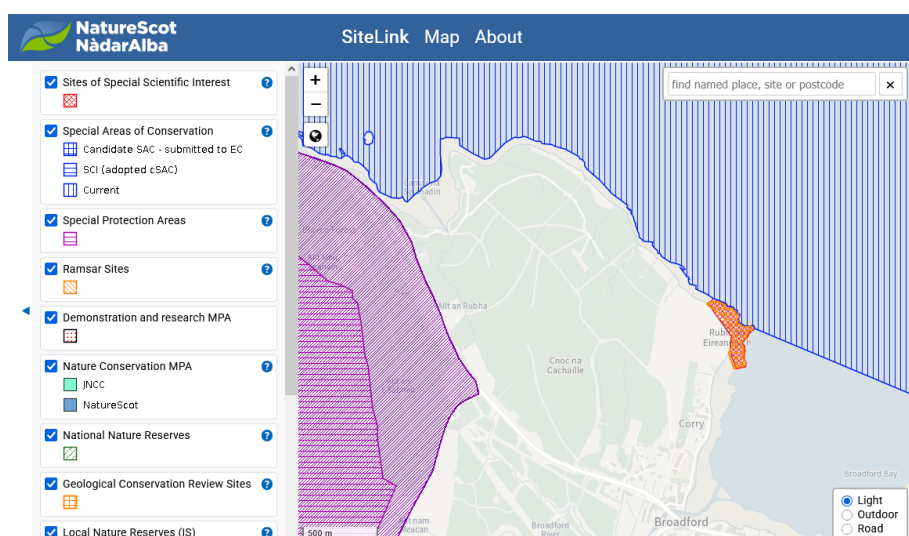 NatureScot
NàdarAlba
SiteLink Map About
Sites of Special Scientific Interest
Special Areas of Conservation
Candidate SAC - submitted to EC
SCI (adopted cSAC)
Current
Special Protection Areas
Ramsar Sites
Demonstration and research MPA
Nature Conservation MPA
JNCC
NatureScot
National Nature Reserves
Geological Conservation Review Sites
Local Nature Reserves (IS)
+
−
find named place, site or postcode
×
Allt an Rubha
Cnoc na
Cachaille
Corry
Broadford Bay
Broadford
River
Broadford
500 m
Light
Outdoor
Road